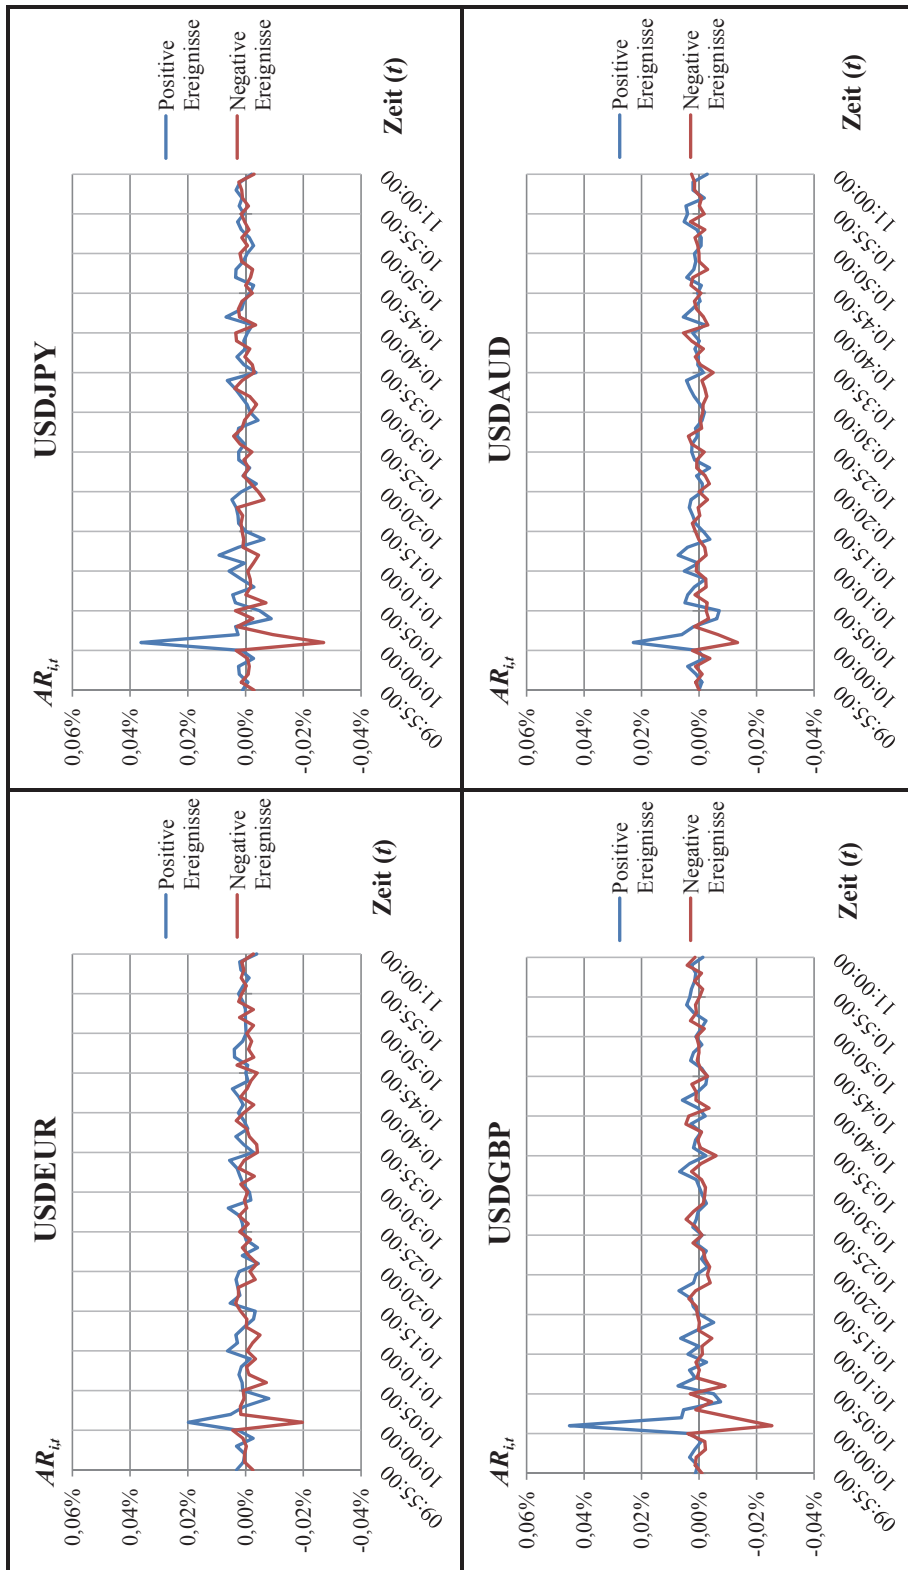 USDEUR
AR i,t
0,06%
0,04%
0,02%
0,00%
-0,02%
-0,04%
09:55:00
10:00:00
10:05:00
10:10:00
10:15:00
10:20:00
10:25:00
10:30:00
10:35:00
10:40:00
10:45:00
10:50:00
10:55:00
11:00:00
Positive
Ereignisse
Negative
Ereignisse
Zeit (t)
USDJPY
AR i,t
0,06%
0,04%
0,02%
0,00%
-0,02%
-0,04%
09:55:00
10:00:00
10:05:00
10:10:00
10:15:00
10:20:00
10:25:00
10:30:00
10:35:00
10:40:00
10:45:00
10:50:00
10:55:00
11:00:00
Positive
Ereignisse
Negative
Ereignisse
Zeit (t)
USDGBP
AR i,t
0,06%
0,04%
0,02%
0,00%
-0,02%
-0,04%
09:55:00
10:00:00
10:05:00
10:10:00
10:15:00
10:20:00
10:25:00
10:30:00
10:35:00
10:40:00
10:45:00
10:50:00
10:55:00
11:00:00
Positive
Ereignisse
Negative
Ereignisse
Zeit (t)
USDAUD
AR i,t
0,06%
0,04%
0,02%
0,00%
-0,02%
-0,04%
09:55:00
10:00:00
10:05:00
10:10:00
10:15:00
10:20:00
10:25:00
10:30:00
10:35:00
10:40:00
10:45:00
10:50:00
10:55:00
11:00:00
Positive
Ereignisse
Negative
Ereignisse
Zeit (t)